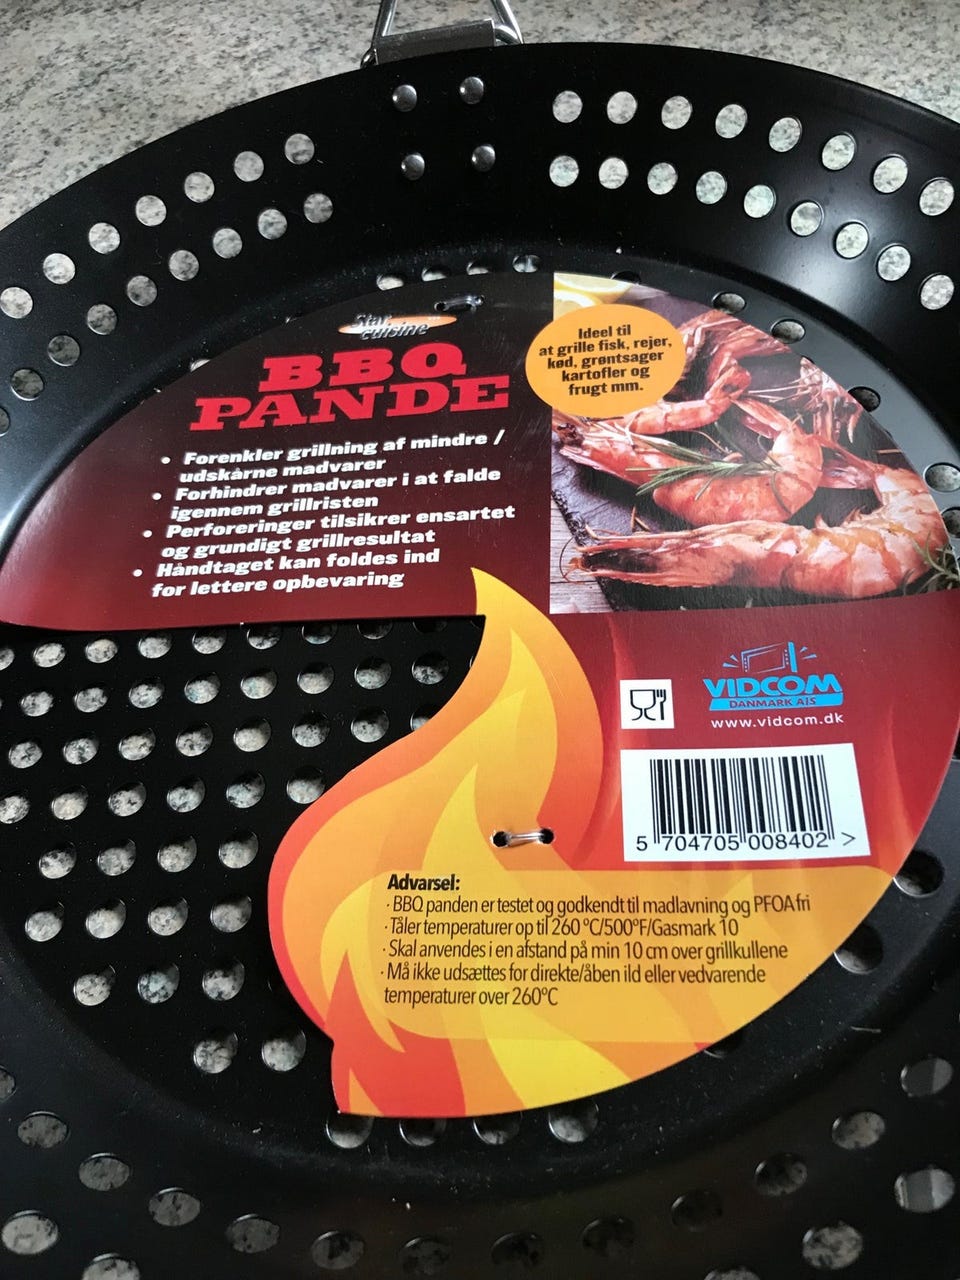 Star
cuisine
BBQ
PANDE
• Forenkler grillning af mindre /
udskårne madvarer
• Forhindrer madvarer i at falde
igennem grillristen
• Perforeringer tilsikrer ensartet
og grundigt grillresultat
• Håndtaget kan foldes ind
for lettere opbevaring
Ideel til
at grille fisk, rejer,
kød, grøntsager
kartofler og
frugt mm.
VIDCOM
DANMARK A/S
www.vidcom.dk
5 704705 008402 >
Advarsel:
· BBQ panden er testet og godkendt til madlavning og PFOA fri
· Tåler temperaturer op til 260 °C/500°F/Gasmark 10
· Skal anvendes i en afstand på min 10 cm over grillkullene
· Må ikke udsættes for direkte/åben ild eller vedvarende
temperaturer over 260°C